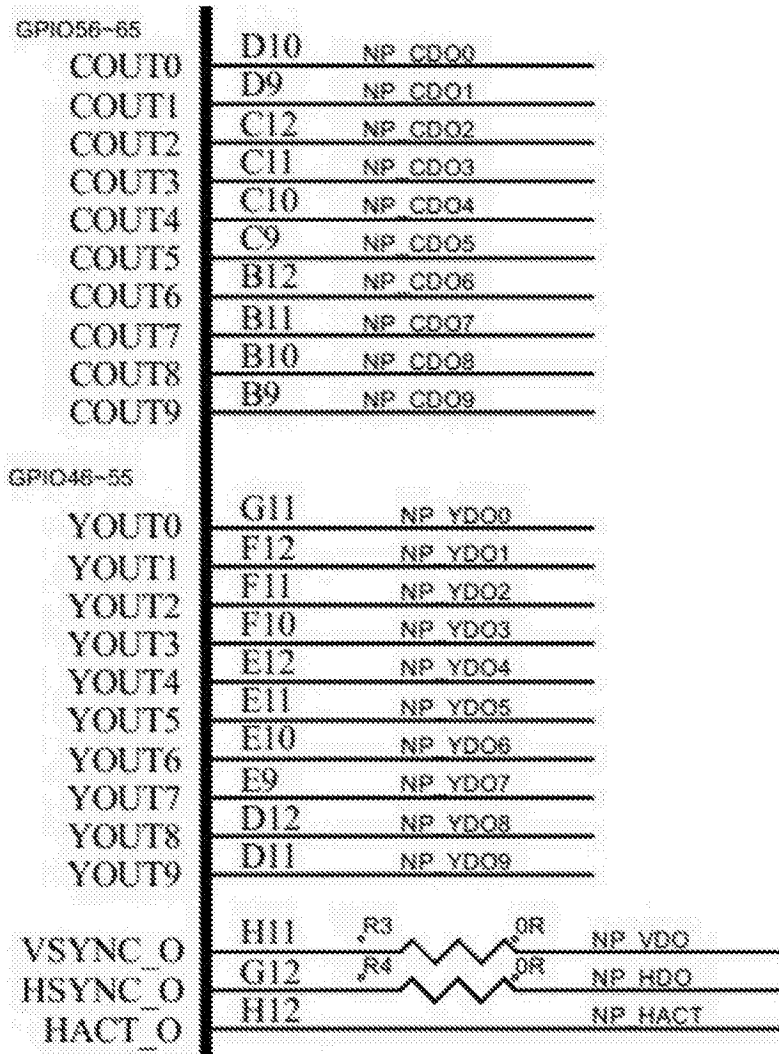 GPIO56~65
COUT0 D10 NP_CDO0
COUT1 D9 NP_CDO1
COUT2 C12 NP_CDO2
COUT3 C11 NP_CDO3
COUT4 C10 NP_CDO4
COUT5 C9 NP_CDO5
COUT6 B12 NP_CDO6
COUT7 B11 NP_CDO7
COUT8 B10 NP_CDO8
COUT9 B9 NP_CDO9
GPIO46~55
YOUT0 G11 NP_YDO0
YOUT1 F12 NP_YDO1
YOUT2 F11 NP_YDO2
YOUT3 F10 NP_YDO3
YOUT4 E12 NP_YDO4
YOUT5 E11 NP_YDO5
YOUT6 E10 NP_YDO6
YOUT7 E9 NP_YDO7
YOUT8 D12 NP_YDO8
YOUT9 D11 NP_YDO9
VSYNC_O H11 R3 0R NP_VDO
HSYNC_O G12 R4 0R NP_HDO
HACT_O H12 NP_HACT